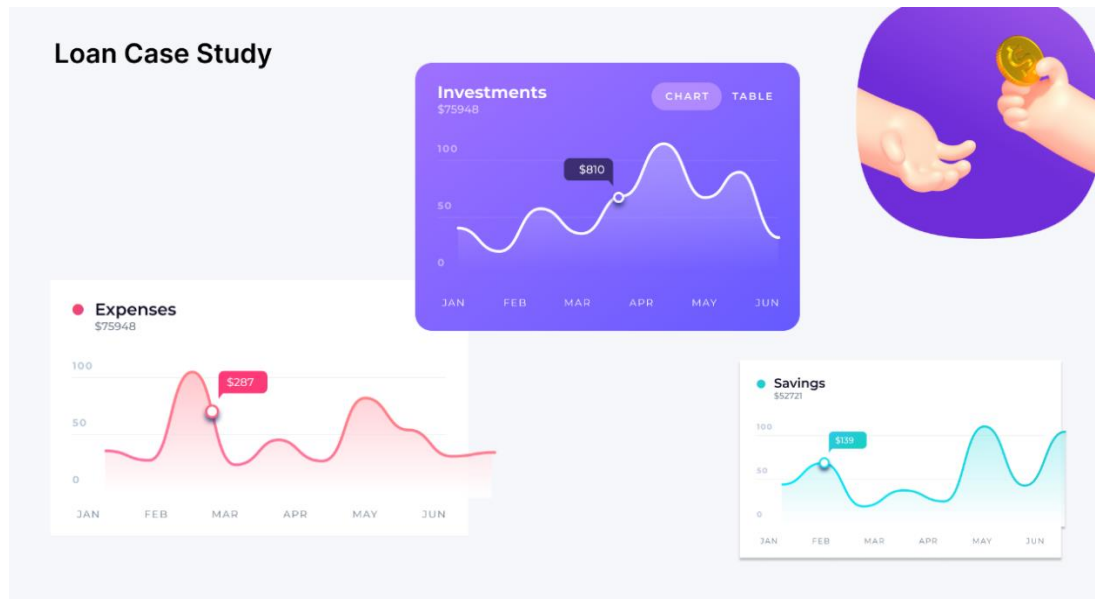 Loan Case Study
Investments
$75948
CHART TABLE
100
$810
50
0
JAN FEB MAR APR MAY JUN
Expenses
$75948
100
$287
50
0
JAN FEB MAR APR MAY JUN
Savings
$52721
100
$139
50
0
JAN FEB MAR APR MAY JUN